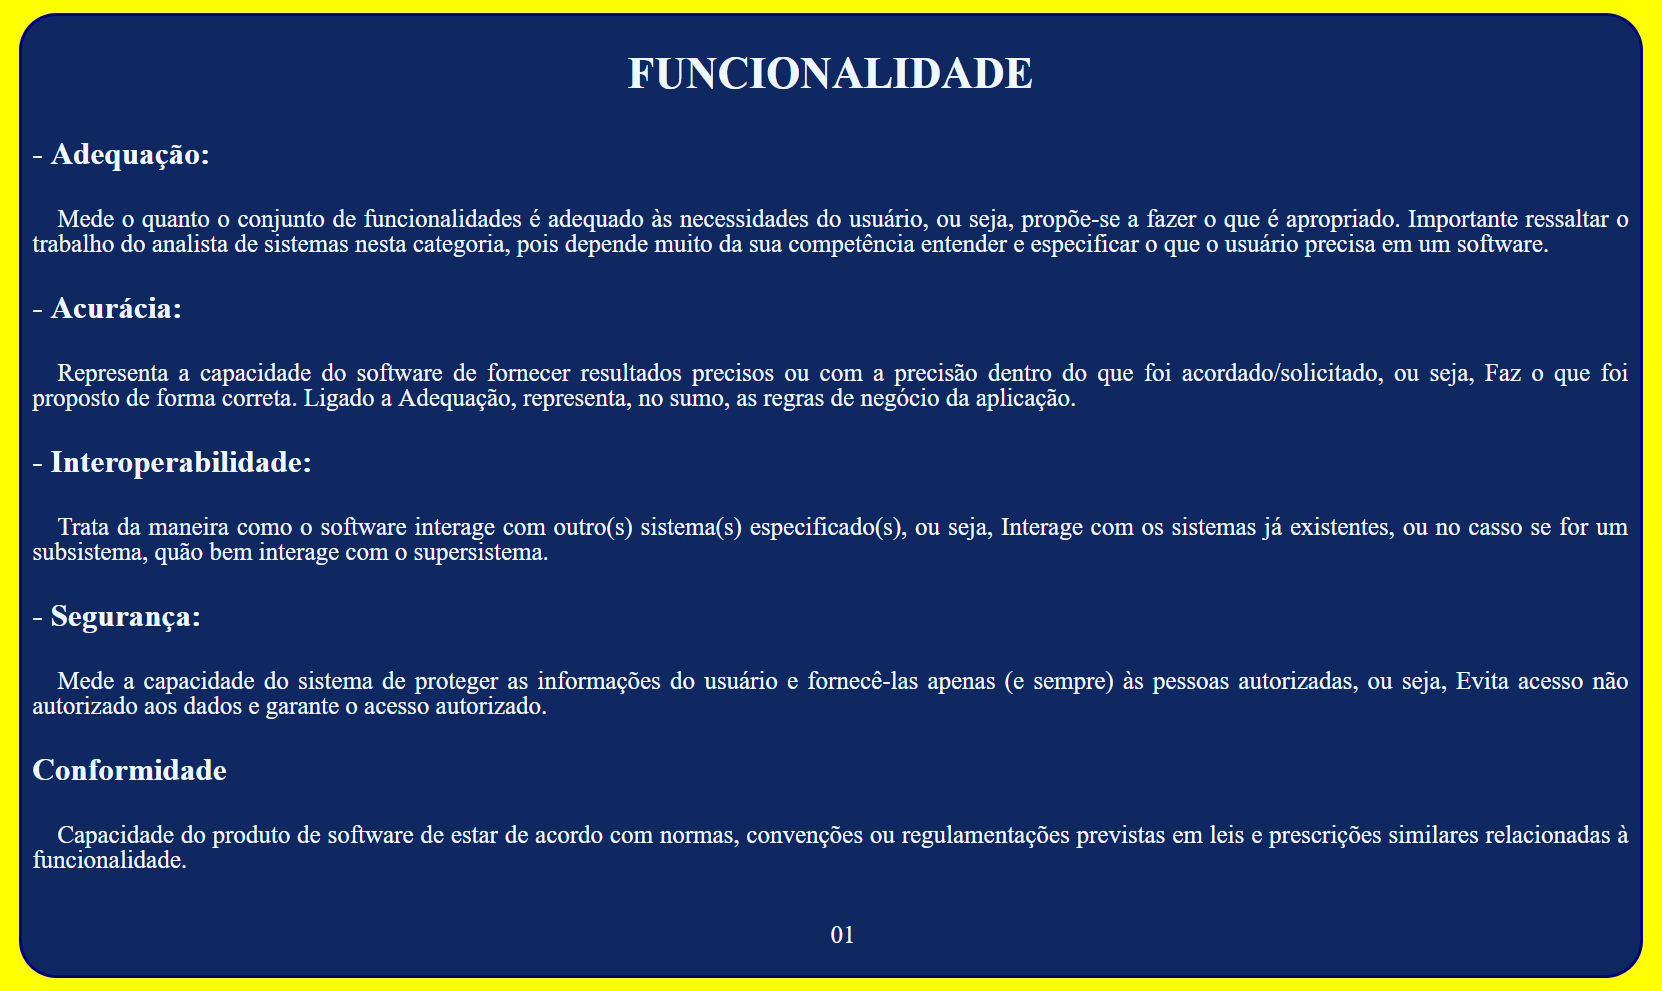 FUNCIONALIDADE
- Adequação:
Mede o quanto o conjunto de funcionalidades é adequado às necessidades do usuário, ou seja, propõe-se a fazer o que é apropriado. Importante ressaltar o
trabalho do analista de sistemas nesta categoria, pois depende muito da sua competência entender e especificar o que o usuário precisa em um software.
- Acurácia:
Representa a capacidade do software de fornecer resultados precisos ou com a precisão dentro do que foi acordado/solicitado, ou seja, Faz o que foi
proposto de forma correta. Ligado a Adequação, representa, no sumo, as regras de negócio da aplicação.
- Interoperabilidade:
Trata da maneira como o software interage com outro(s) sistema(s) especificado(s), ou seja, Interage com os sistemas já existentes, ou no casso se for um
subsistema, quão bem interage com o supersistema.
- Segurança:
Mede a capacidade do sistema de proteger as informações do usuário e fornecê-las apenas (e sempre) às pessoas autorizadas, ou seja, Evita acesso não
autorizado aos dados e garante o acesso autorizado.
Conformidade
Capacidade do produto de software de estar de acordo com normas, convenções ou regulamentações previstas em leis e prescrições similares relacionadas à
funcionalidade.
01